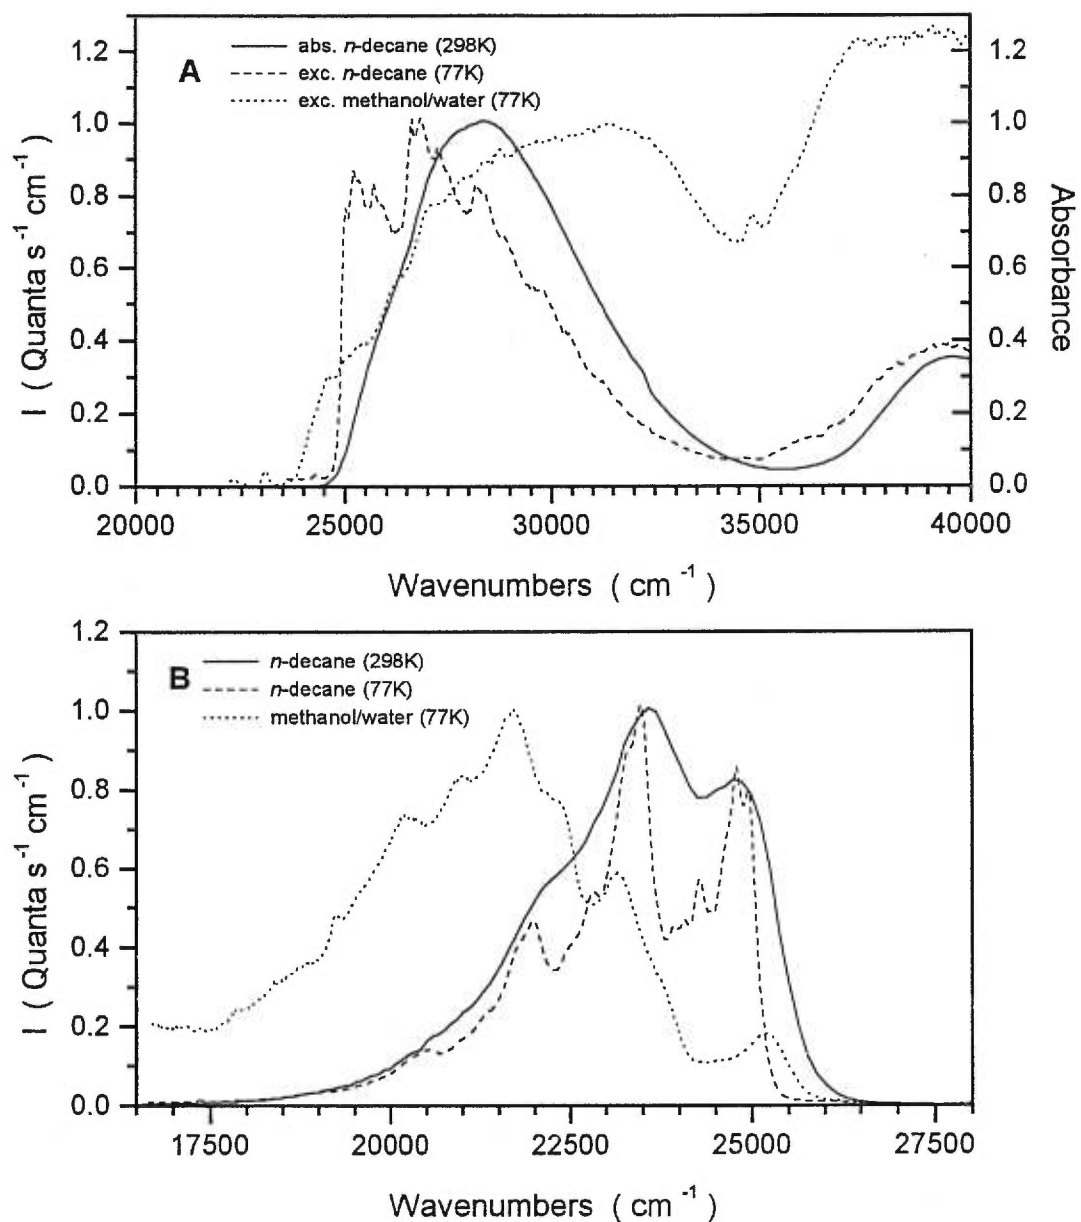 A
abs. n-decane (298K)
exc. n-decane (77K)
exc. methanol/water (77K)
I ( Quanta s⁻¹ cm⁻¹ )
Absorbance
1.2
1.0
0.8
0.6
0.4
0.2
0.0
1.2
1.0
0.8
0.6
0.4
0.2
0.0
20000 25000 30000 35000 40000
Wavenumbers ( cm ⁻¹ )
B
n-decane (298K)
n-decane (77K)
methanol/water (77K)
I ( Quanta s⁻¹ cm⁻¹ )
1.2
1.0
0.8
0.6
0.4
0.2
0.0
17500 20000 22500 25000 27500
Wavenumbers ( cm ⁻¹ )